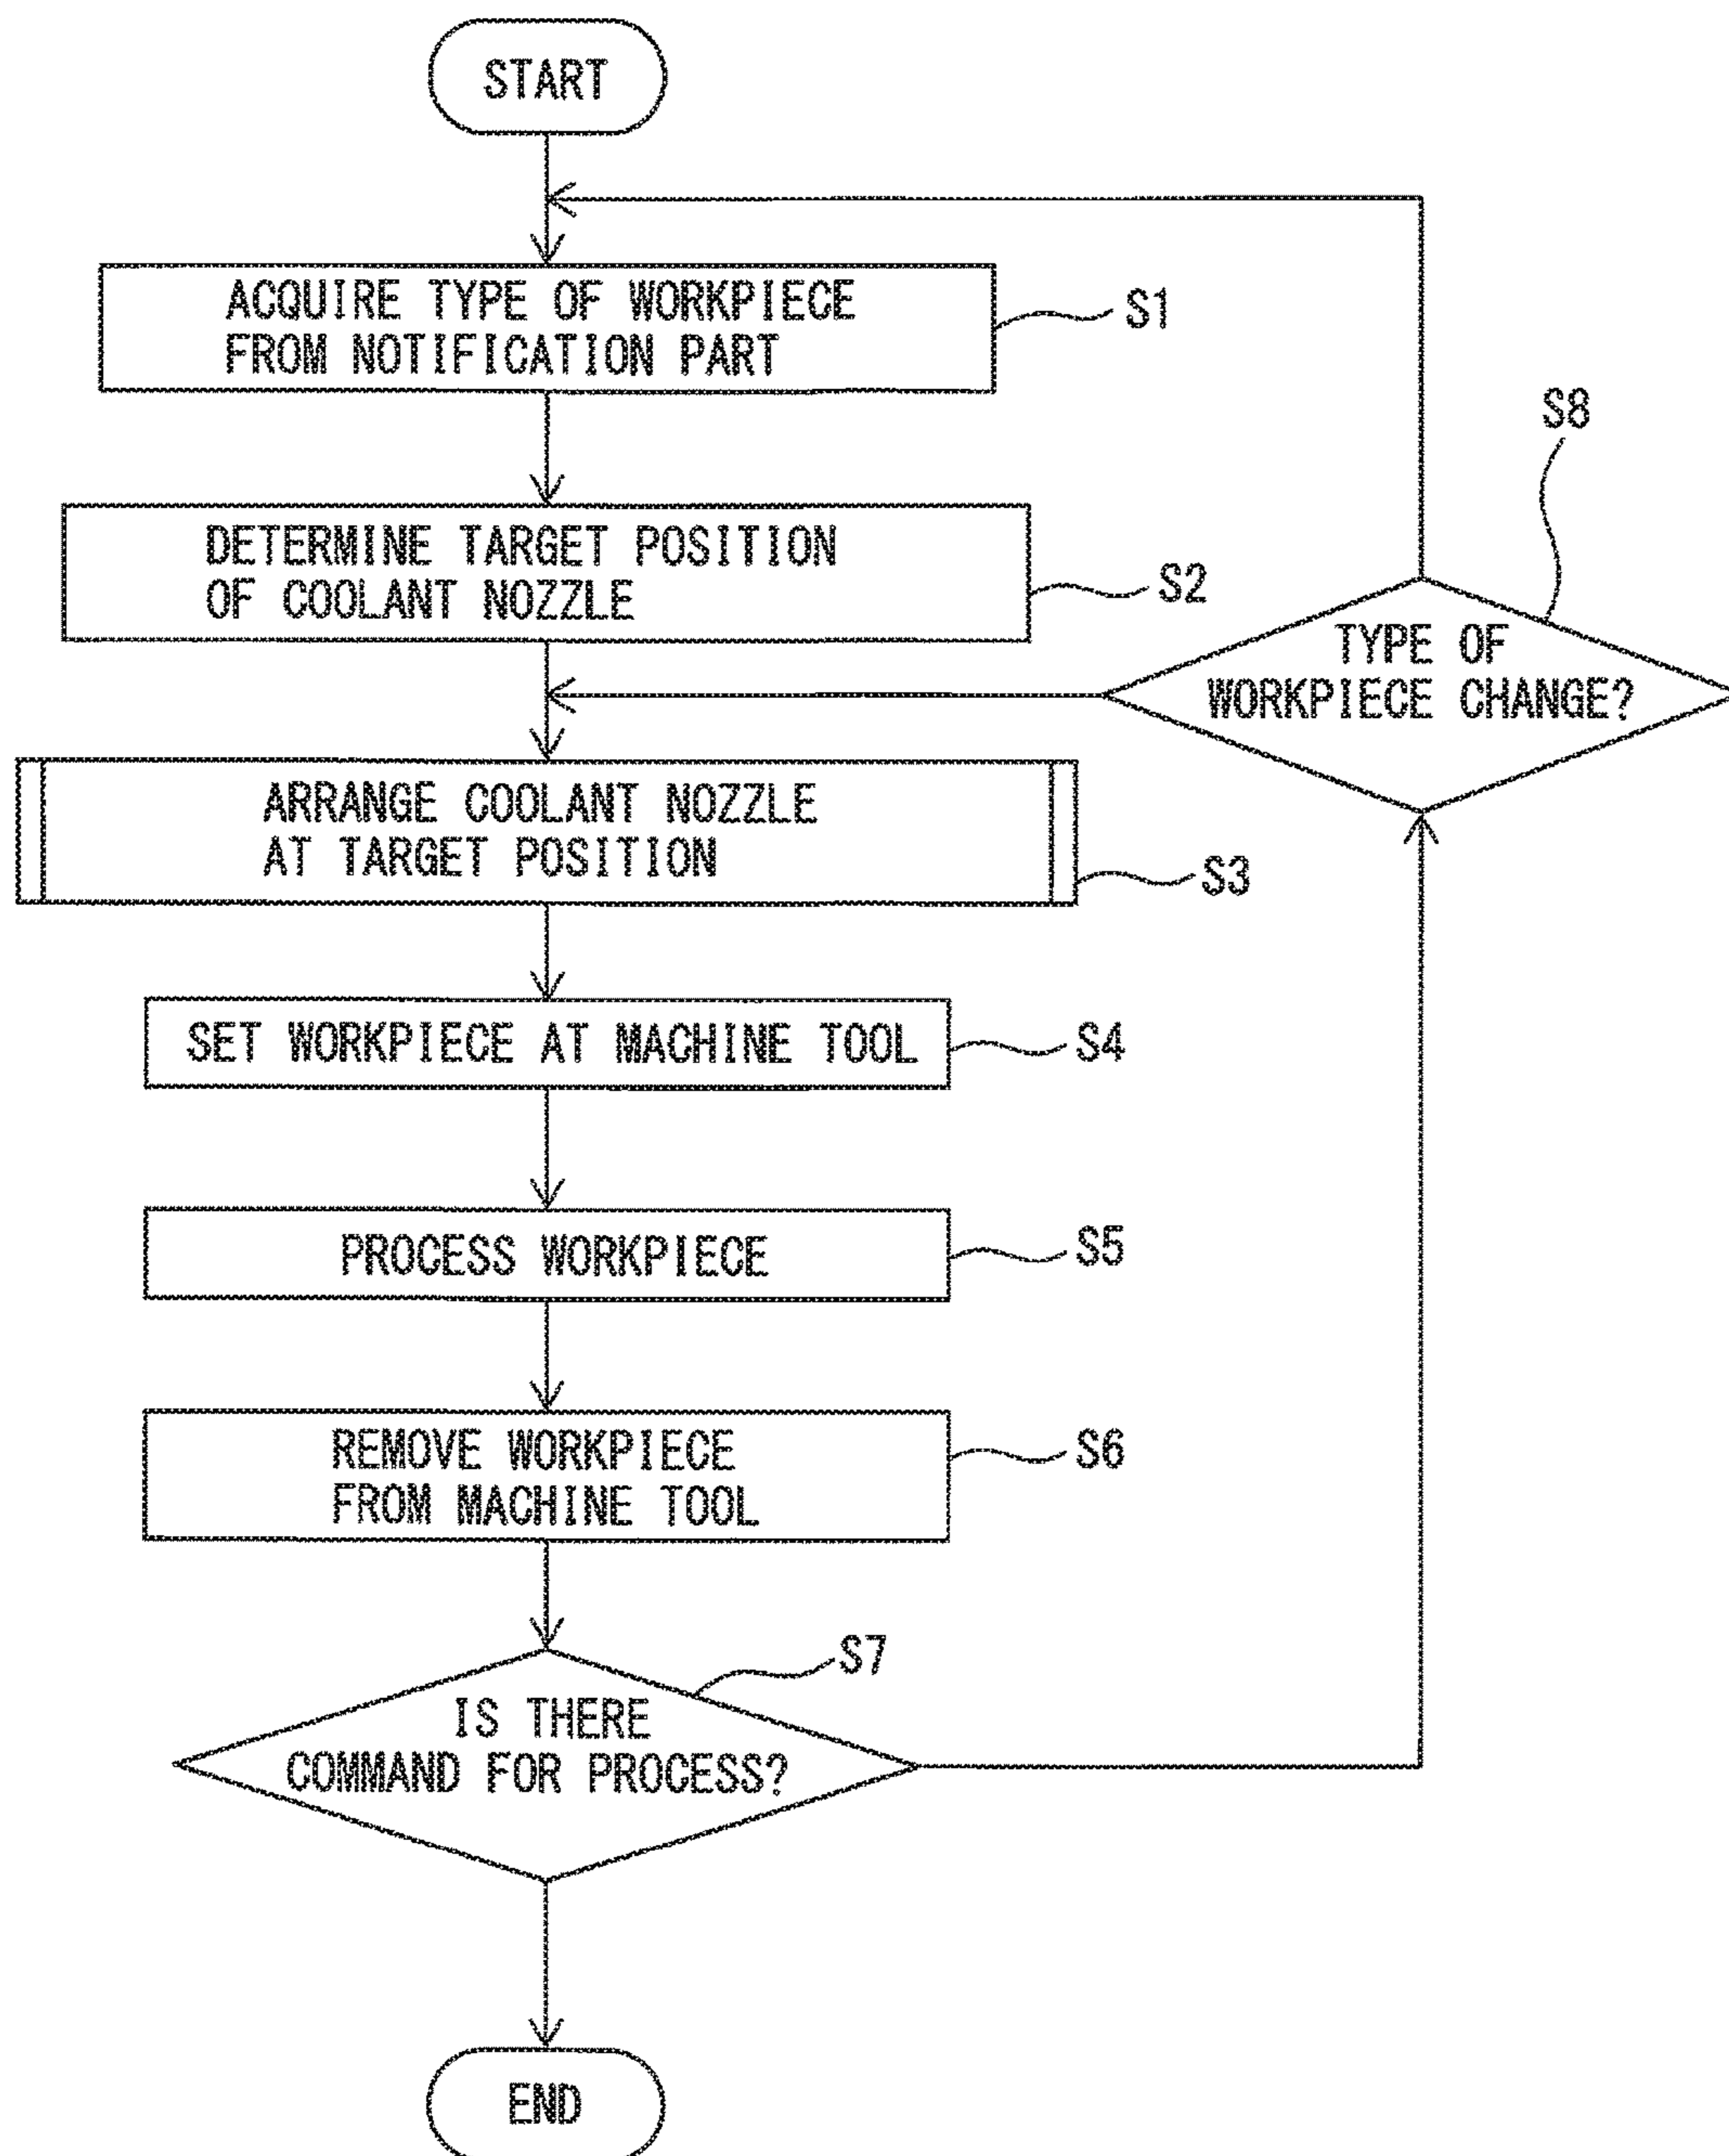 START
ACQUIRE TYPE OF WORKPIECE
FROM NOTIFICATION PART
S1
S8
DETERMINE TARGET POSITION
OF COOLANT NOZZLE
S2
TYPE OF
WORKPIECE CHANGE?
ARRANGE COOLANT NOZZLE
AT TARGET POSITION
S3
SET WORKPIECE AT MACHINE TOOL
S4
PROCESS WORKPIECE
S5
REMOVE WORKPIECE
FROM MACHINE TOOL
S6
S7
IS THERE
COMMAND FOR PROCESS?
END